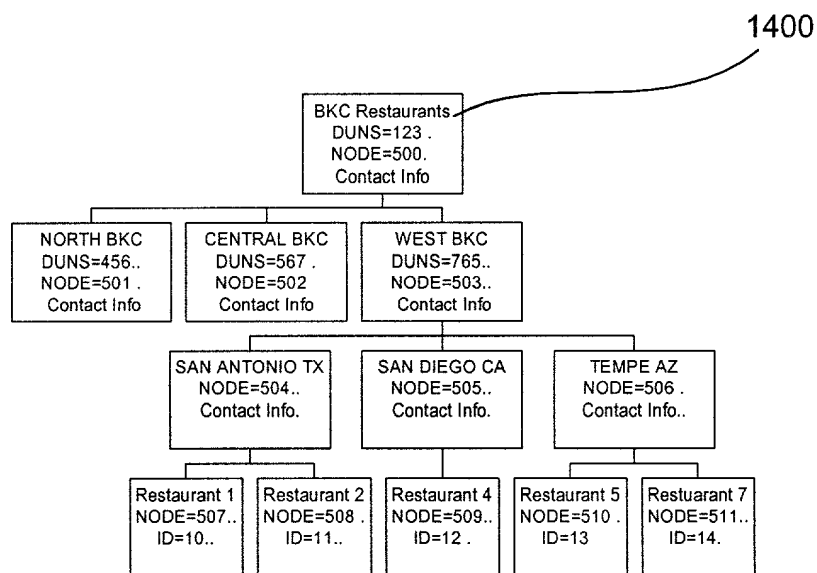 1400
BKC Restaurants
DUNS=123 .
NODE=500.
Contact Info
NORTH BKC
DUNS=456..
NODE=501 .
Contact Info
CENTRAL BKC
DUNS=567 .
NODE=502
Contact Info
WEST BKC
DUNS=765..
NODE=503..
Contact Info
SAN ANTONIO TX
NODE=504..
Contact Info.
SAN DIEGO CA
NODE=505..
Contact Info.
TEMPE AZ
NODE=506 .
Contact Info..
Restaurant 1
NODE=507..
ID=10..
Restaurant 2
NODE=508 .
ID=11..
Restaurant 4
NODE=509..
ID=12 .
Restaurant 5
NODE=510 .
ID=13
Restuarant 7
NODE=511..
ID=14.